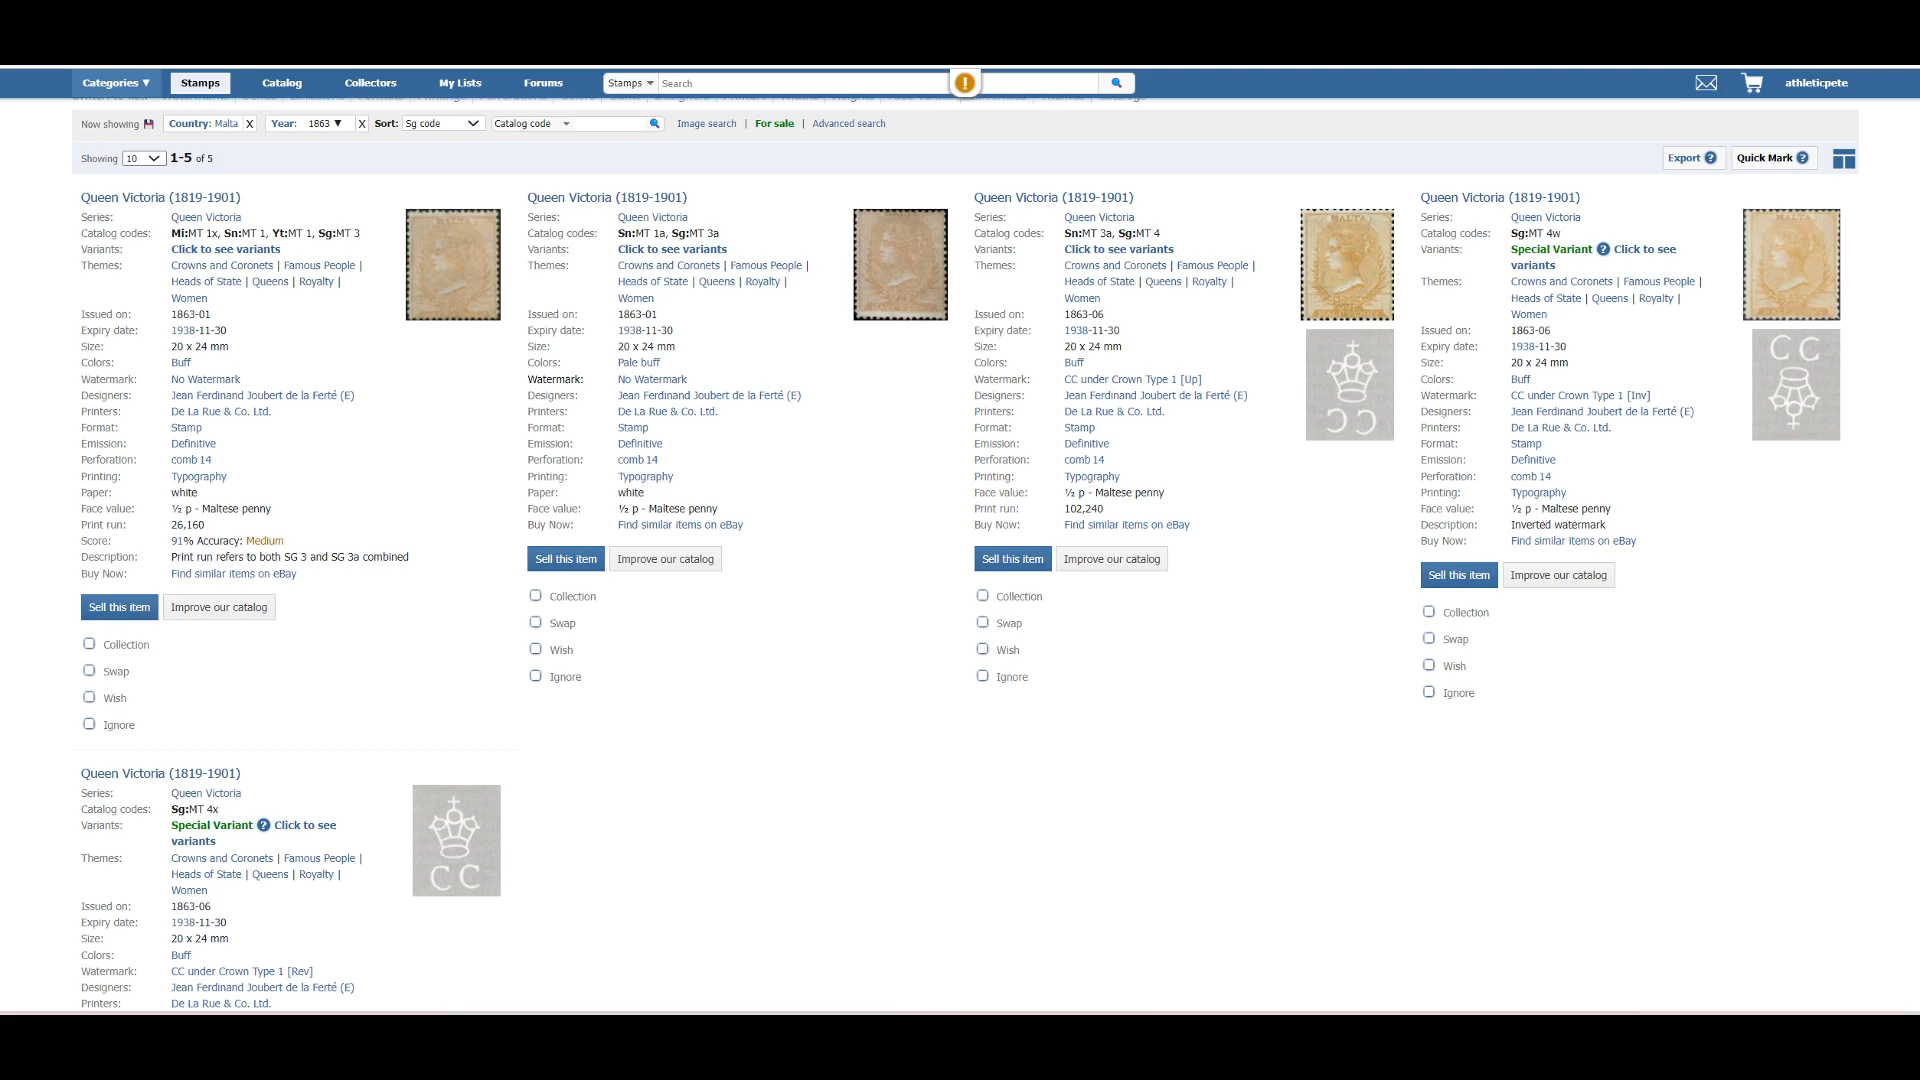 Categories ▼ Stamps Catalog Collectors My Lists Forums Stamps Search athleticpete
Now showing Country: Malta X Year: 1863 ▼ X Sort: Sg code Catalog code Image search | For sale | Advanced search
Showing 10 1-5 of 5 Export ? Quick Mark ?
Queen Victoria (1819-1901)
Series: Queen Victoria
Catalog codes: Mi:MT 1x, Sn:MT 1, Yt:MT 1, Sg:MT 3
Variants: Click to see variants
Themes: Crowns and Coronets | Famous People |
Heads of State | Queens | Royalty |
Women
Issued on: 1863-01
Expiry date: 1938-11-30
Size: 20 x 24 mm
Colors: Buff
Watermark: No Watermark
Designers: Jean Ferdinand Joubert de la Ferté (E)
Printers: De La Rue & Co. Ltd.
Format: Stamp
Emission: Definitive
Perforation: comb 14
Printing: Typography
Paper: white
Face value: ½ p - Maltese penny
Print run: 26,160
Score: 91% Accuracy: Medium
Description: Print run refers to both SG 3 and SG 3a combined
Buy Now: Find similar items on eBay
Sell this item Improve our catalog
Collection
Swap
Wish
Ignore
Queen Victoria (1819-1901)
Series: Queen Victoria
Catalog codes: Sn:MT 1a, Sg:MT 3a
Variants: Click to see variants
Themes: Crowns and Coronets | Famous People |
Heads of State | Queens | Royalty |
Women
Issued on: 1863-01
Expiry date: 1938-11-30
Size: 20 x 24 mm
Colors: Pale buff
Watermark: No Watermark
Designers: Jean Ferdinand Joubert de la Ferté (E)
Printers: De La Rue & Co. Ltd.
Format: Stamp
Emission: Definitive
Perforation: comb 14
Printing: Typography
Paper: white
Face value: ½ p - Maltese penny
Buy Now: Find similar items on eBay
Sell this item Improve our catalog
Collection
Swap
Wish
Ignore
Queen Victoria (1819-1901)
Series: Queen Victoria
Catalog codes: Sn:MT 3a, Sg:MT 4
Variants: Click to see variants
Themes: Crowns and Coronets | Famous People |
Heads of State | Queens | Royalty |
Women
Issued on: 1863-06
Expiry date: 1938-11-30
Size: 20 x 24 mm
Colors: Buff
Watermark: CC under Crown Type 1 [Up]
Designers: Jean Ferdinand Joubert de la Ferté (E)
Printers: De La Rue & Co. Ltd.
Format: Stamp
Emission: Definitive
Perforation: comb 14
Printing: Typography
Face value: ½ p - Maltese penny
Print run: 102,240
Buy Now: Find similar items on eBay
Sell this item Improve our catalog
Collection
Swap
Wish
Ignore
MALTA
Queen Victoria (1819-1901)
Series: Queen Victoria
Catalog codes: Sg:MT 4w
Variants: Special Variant ? Click to see
variants
Themes: Crowns and Coronets | Famous People |
Heads of State | Queens | Royalty |
Women
Issued on: 1863-06
Expiry date: 1938-11-30
Size: 20 x 24 mm
Colors: Buff
Watermark: CC under Crown Type 1 [Inv]
Designers: Jean Ferdinand Joubert de la Ferté (E)
Printers: De La Rue & Co. Ltd.
Format: Stamp
Emission: Definitive
Perforation: comb 14
Printing: Typography
Face value: ½ p - Maltese penny
Description: Inverted watermark
Buy Now: Find similar items on eBay
Sell this item Improve our catalog
Collection
Swap
Wish
Ignore
CC
Queen Victoria (1819-1901)
Series: Queen Victoria
Catalog codes: Sg:MT 4x
Variants: Special Variant ? Click to see
variants
Themes: Crowns and Coronets | Famous People |
Heads of State | Queens | Royalty |
Women
Issued on: 1863-06
Expiry date: 1938-11-30
Size: 20 x 24 mm
Colors: Buff
Watermark: CC under Crown Type 1 [Rev]
Designers: Jean Ferdinand Joubert de la Ferté (E)
Printers: De La Rue & Co. Ltd.
CC